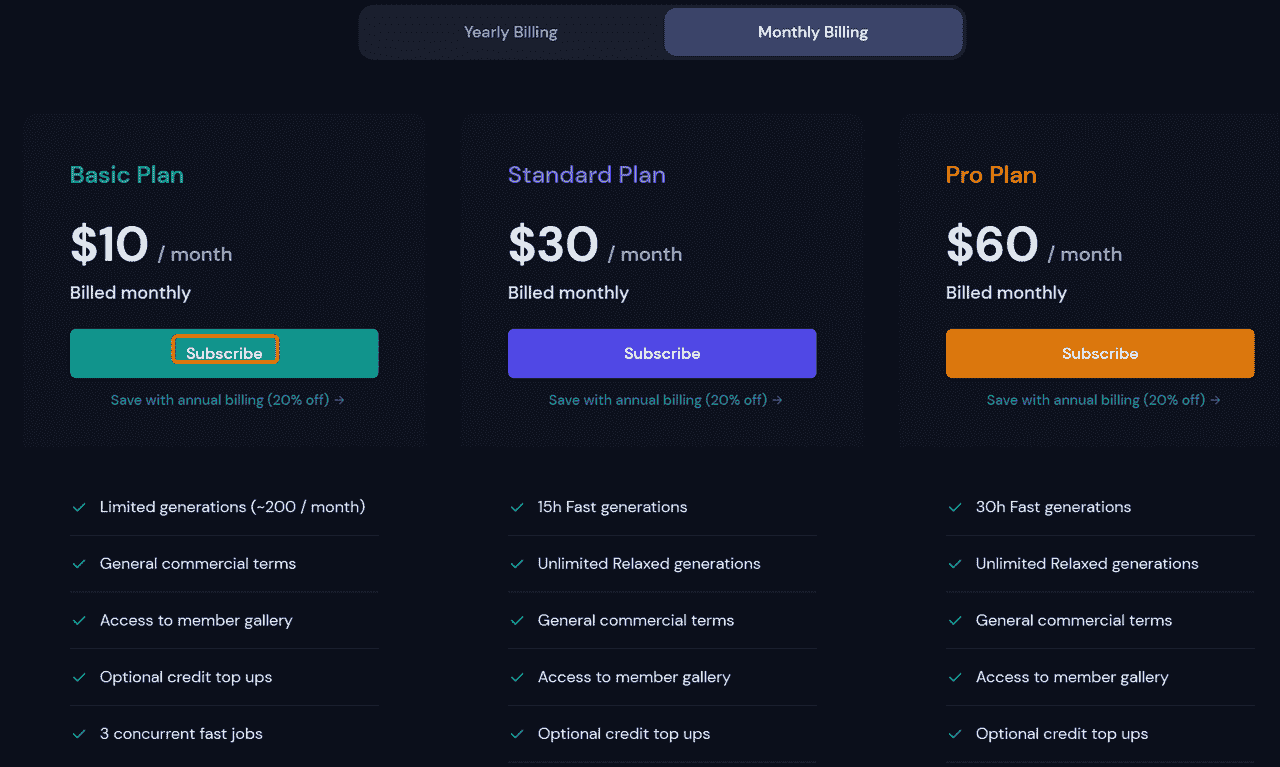 Yearly Billing
Monthly Billing
Basic Plan
$10 / month
Billed monthly
Subscribe
Save with annual billing (20% off) →
Limited generations (~200 / month)
General commercial terms
Access to member gallery
Optional credit top ups
3 concurrent fast jobs
Standard Plan
$30 / month
Billed monthly
Subscribe
Save with annual billing (20% off) →
15h Fast generations
Unlimited Relaxed generations
General commercial terms
Access to member gallery
Optional credit top ups
Pro Plan
$60 / month
Billed monthly
Subscribe
Save with annual billing (20% off) →
30h Fast generations
Unlimited Relaxed generations
General commercial terms
Access to member gallery
Optional credit top ups